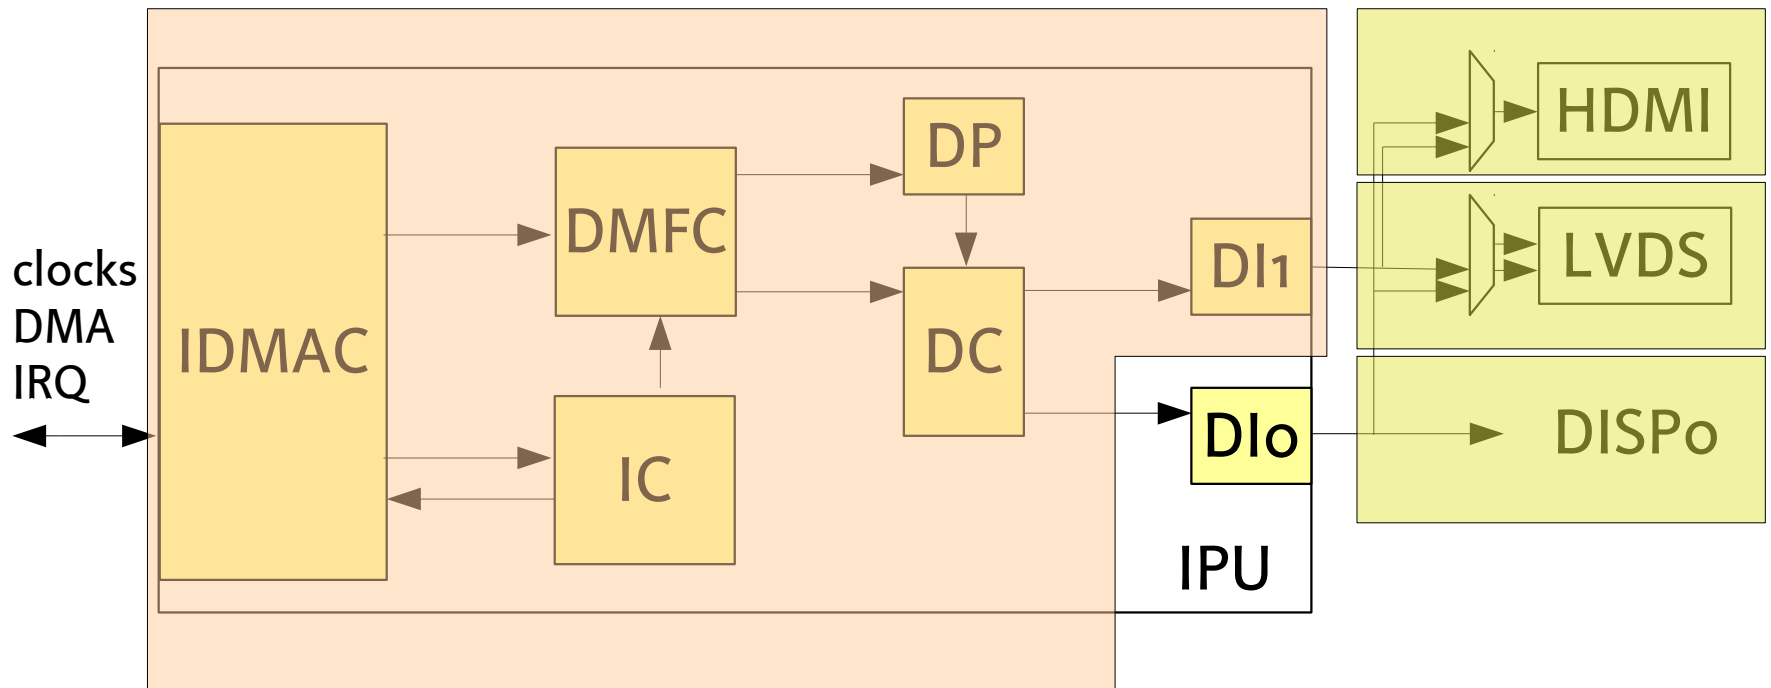 clocks
DMA
IRQ
IDMAC
DMFC
IC
DP
DC
DI1
DI0
IPU
HDMI
LVDS
DISP0